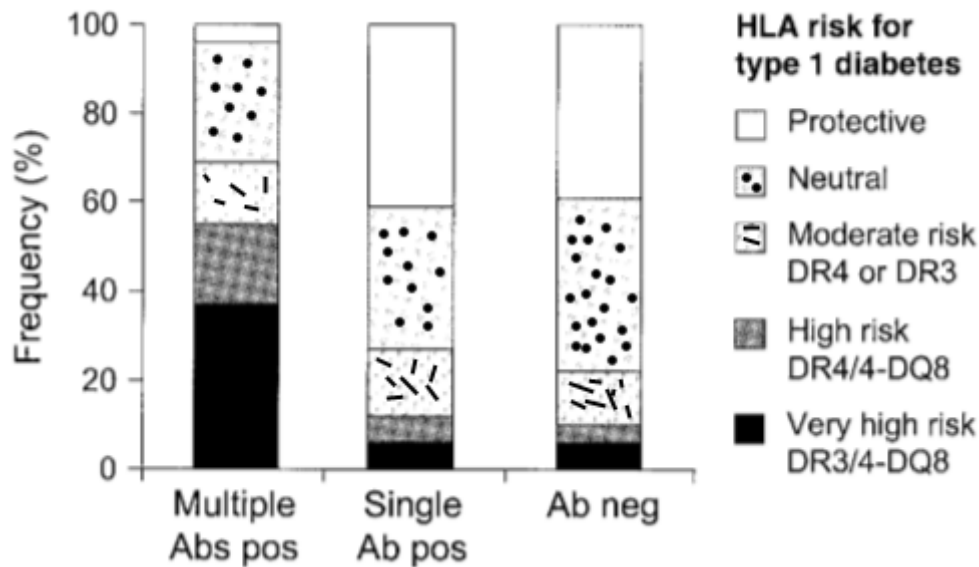 100
80
60
40
20
0
Frequency (%)
Multiple
Abs pos
Single
Ab pos
Ab neg
HLA risk for
type 1 diabetes
Protective
Neutral
Moderate risk
DR4 or DR3
High risk
DR4/4-DQ8
Very high risk
DR3/4-DQ8